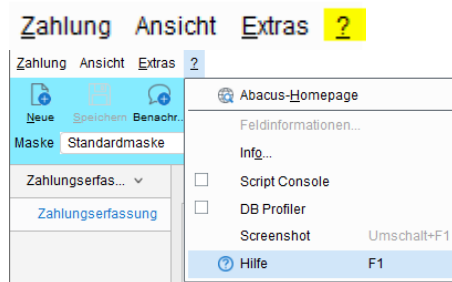 Zahlung Ansicht Extras ?
Zahlung Ansicht Extras ?
Neue Speichern Benachr..
Maske Standardmaske
Zahlungserfas...
Zahlungserfassung
Abacus-Homepage
Feldinformationen...
Info...
Script Console
DB Profiler
Screenshot Umschalt+F1
Hilfe F1